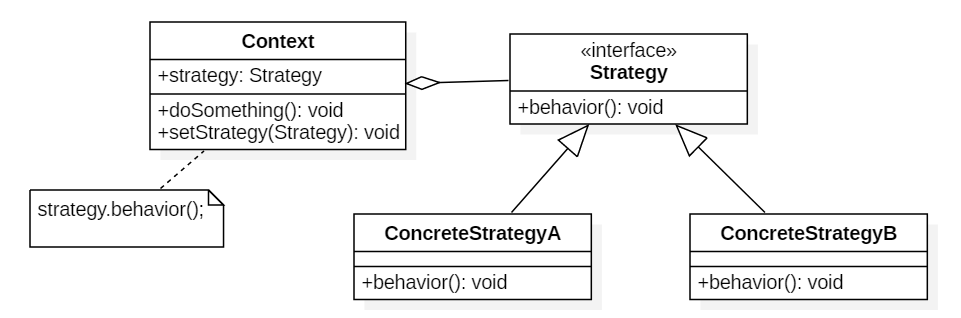 Context
+strategy: Strategy
+doSomething(): void
+setStrategy(Strategy): void
«interface»
Strategy
+behavior(): void
strategy.behavior();
ConcreteStrategyA
+behavior(): void
ConcreteStrategyB
+behavior(): void